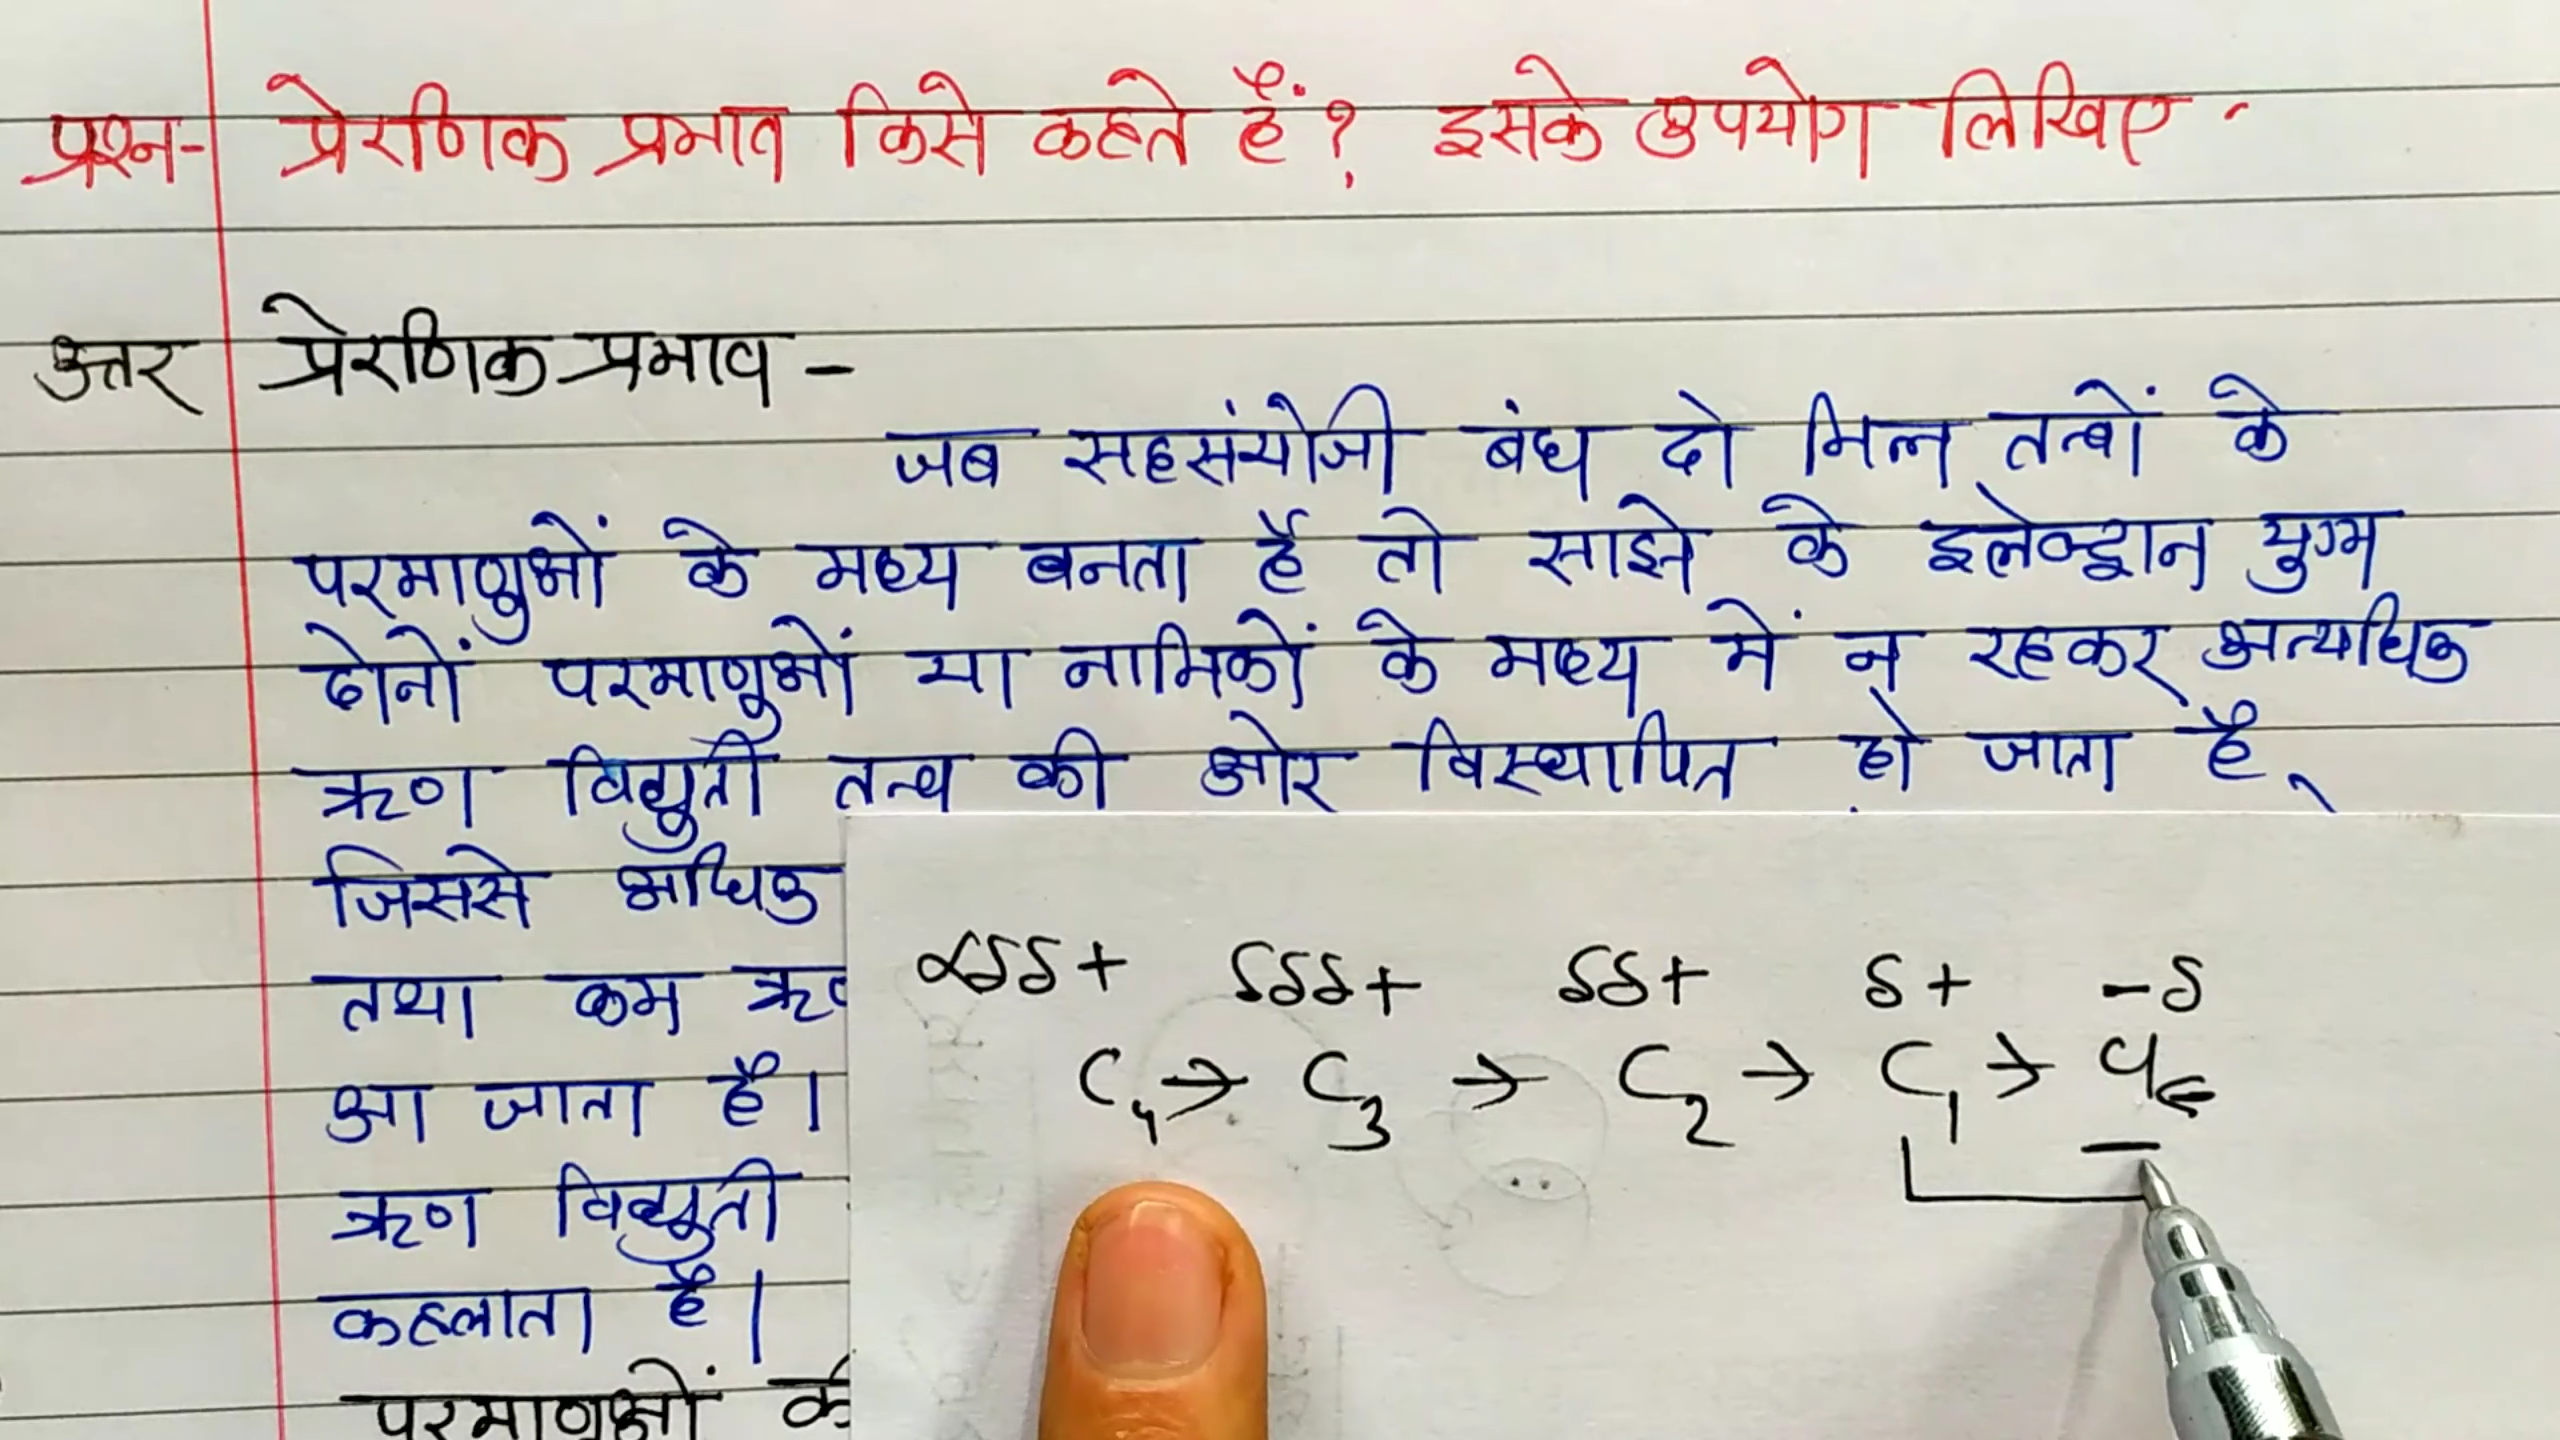 प्रश्न- प्रेरणिक प्रभाव किसे कहते हैं? इसके उपयोग लिखिए
उत्तर प्रेरणिक प्रभाव -
जब सहसंयोजी बंध दो भिन्न तत्वों के
परमाणुओं के मध्य बनता है तो साझे के इलेक्ट्रान युग्म
दोनों परमाणुओं या नाभिकों के मध्य में न रहकर अत्यधिक
ऋण विद्युती तत्व की ओर विस्थापित हो जाता है,
जिससे अधिक
तथा कम
आ जाता है।
ऋण विद्युती
कहलाता है।
परमाणुओं
δδδ+ δδ+ δ+ -δ
C₄ → C₃ → C₂ → C₁ → Cl